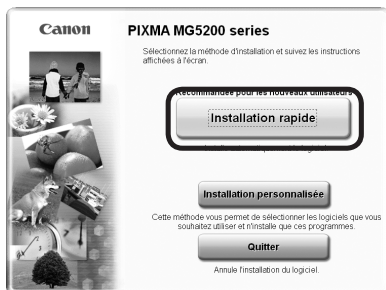 Canon
PIXMA MG5200 series
Sélectionnez la méthode d'installation et suivez les instructions
affichées à l'écran.
Recommandée pour les nouveaux utilisateurs
Installation rapide
Installation personnalisée
Cette méthode vous permet de sélectionner les logiciels que vous
souhaitez utiliser et n'installe que ces programmes.
Quitter
Annule l'installation du logiciel.